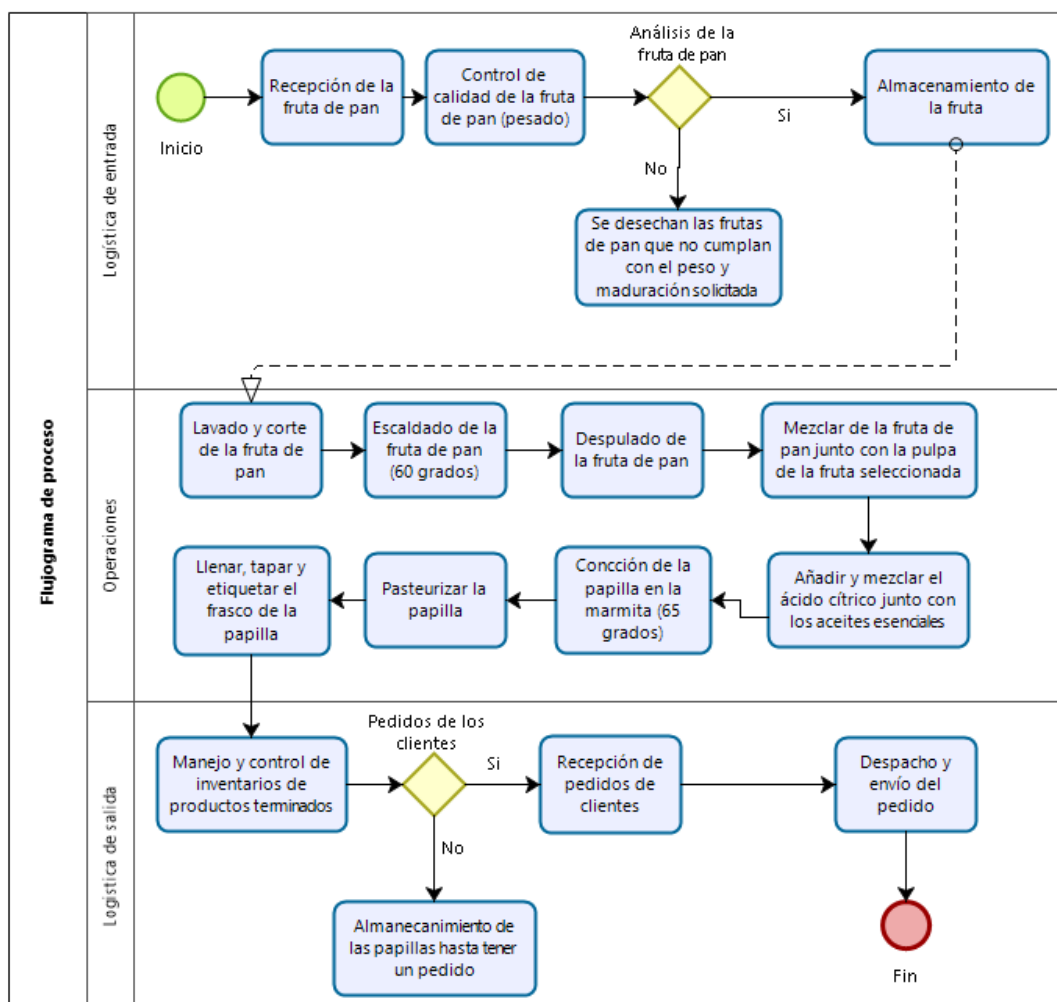 Flujograma de proceso
Logística de entrada
Inicio
Recepción de la
fruta de pan
Control de
calidad de la fruta
de pan (pesado)
Análisis de la
fruta de pan
Si
Almacenamiento de
la fruta
No
Se desechan las frutas
de pan que no cumplan
con el peso y
maduración solicitada
Operaciones
Lavado y corte
de la fruta de
pan
Escaldado de la
fruta de pan
(60 grados)
Despulado de
la fruta de pan
Mezclar de la fruta de
pan junto con la pulpa
de la fruta seleccionada
Añadir y mezclar el
ácido cítrico junto con
los aceites esenciales
Concción de la
papilla en la
marmita (65
grados)
Pasteurizar la
papilla
Llenar, tapar y
etiquetar el
frasco de la
papilla
Logistica de salida
Manejo y control de
inventarios de
productos terminados
Pedidos de los
clientes
Si
Recepción de
pedidos de
clientes
Despacho y
envío del
pedido
No
Almanecanimiento de
las papillas hasta tener
un pedido
Fin